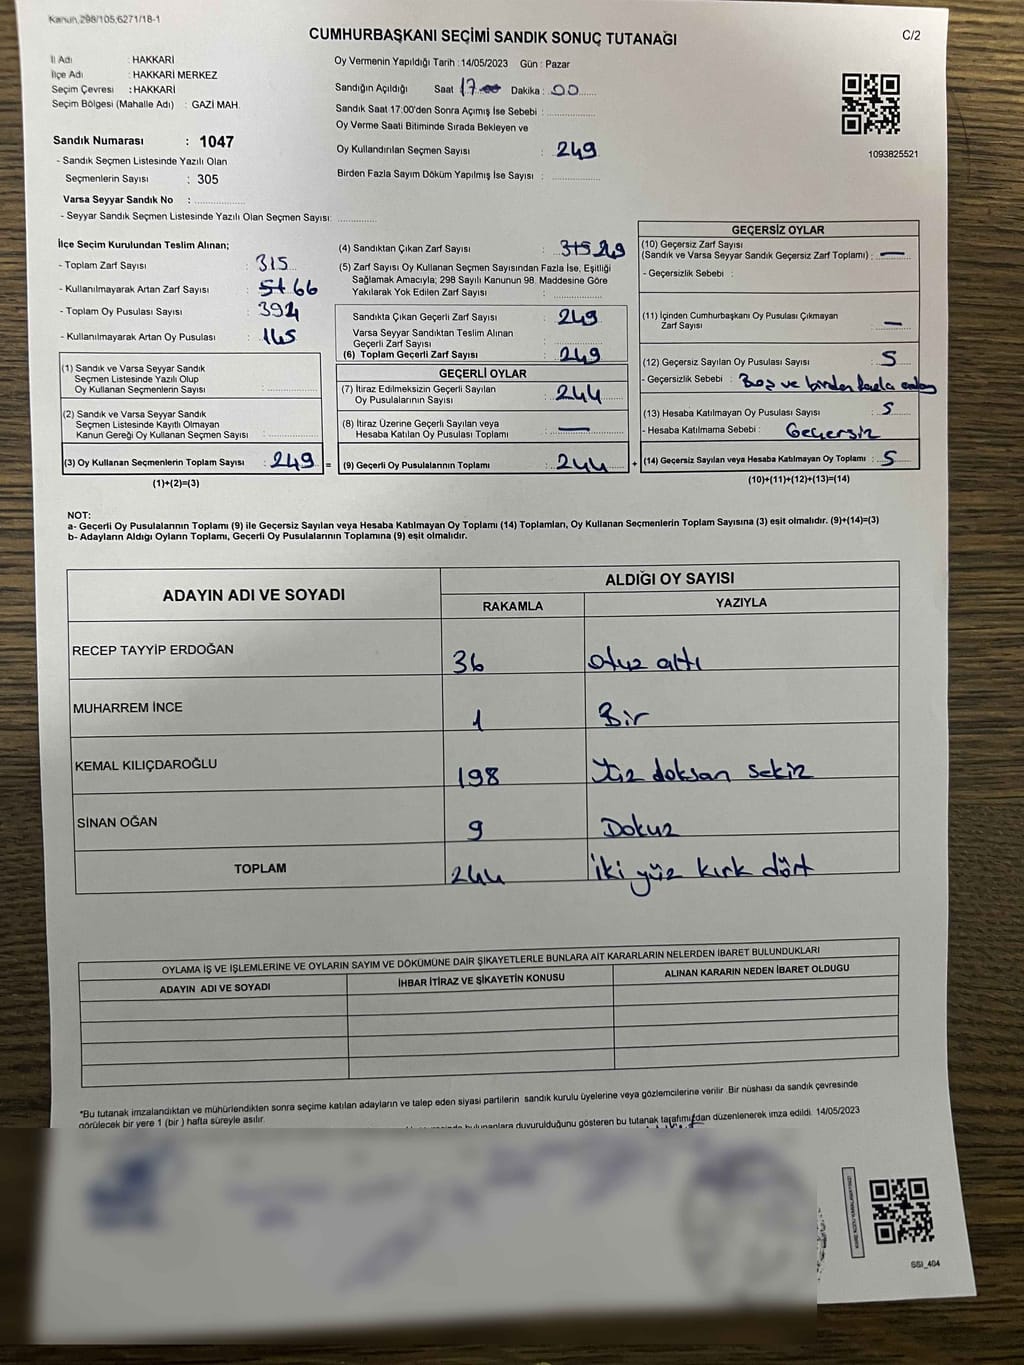 Kanun,298/105,6271/18-1
CUMHURBAŞKANI SEÇİMİ SANDIK SONUÇ TUTANAĞI
C/2
İl Adı : HAKKARİ
İlçe Adı : HAKKARİ MERKEZ
Seçim Çevresi : HAKKARİ
Seçim Bölgesi (Mahalle Adı) : GAZİ MAH.
Sandık Numarası : 1047
- Sandık Seçmen Listesinde Yazılı Olan
Seçmenlerin Sayısı : 305
Varsa Seyyar Sandık No :
- Seyyar Sandık Seçmen Listesinde Yazılı Olan Seçmen Sayısı:
Oy Vermenin Yapıldığı Tarih : 14/05/2023 Gün : Pazar
Sandığın Açıldığı Saat 17 Dakika : 00
Sandık Saat 17:00'den Sonra Açımış İse Sebebi :
Oy Verme Saati Bitiminde Sırada Bekleyen ve
Oy Kullandırılan Seçmen Sayısı : 249
Birden Fazla Sayım Döküm Yapılmış İse Sayısı :
1093825521
İlçe Seçim Kurulundan Teslim Alınan;
- Toplam Zarf Sayısı : 315
- Kullanılmayarak Artan Zarf Sayısı : 66
- Toplam Oy Pusulası Sayısı : 394
- Kullanılmayarak Artan Oy Pusulası : 145
(1) Sandık ve Varsa Seyyar Sandık
Seçmen Listesinde Yazılı Olup
Oy Kullanan Seçmenlerin Sayısı :
(2) Sandık ve Varsa Seyyar Sandık
Seçmen Listesinde Kayıtlı Olmayan
Kanun Gereği Oy Kullanan Seçmen Sayısı :
(3) Oy Kullanan Seçmenlerin Toplam Sayısı : 249 =
(1)+(2)=(3)
(4) Sandıktan Çıkan Zarf Sayısı : 315 249
(5) Zarf Sayısı Oy Kullanan Seçmen Sayısından Fazla İse, Eşitliği
Sağlamak Amacıyla; 298 Sayılı Kanunun 98. Maddesine Göre
Yakılarak Yok Edilen Zarf Sayısı :
Sandıkta Çıkan Geçerli Zarf Sayısı : 249
Varsa Seyyar Sandıktan Teslim Alınan
Geçerli Zarf Sayısı :
(6) Toplam Geçerli Zarf Sayısı : 249
GEÇERLİ OYLAR
(7) İtiraz Edilmeksizin Geçerli Sayılan
Oy Pusulalarının Sayısı : 244
(8) İtiraz Üzerine Geçerli Sayılan veya
Hesaba Katılan Oy Pusulası Toplamı : —
(9) Geçerli Oy Pusulalarının Toplamı : 244 +
GEÇERSİZ OYLAR
(10) Geçersiz Zarf Sayısı
(Sandık ve Varsa Seyyar Sandık Geçersiz Zarf Toplamı) : —
- Geçersizlik Sebebi :
(11) İçinden Cumhurbaşkanı Oy Pusulası Çıkmayan
Zarf Sayısı : —
(12) Geçersiz Sayılan Oy Pusulası Sayısı : 5
- Geçersizlik Sebebi : Boş ve birden fazla
(13) Hesaba Katılmayan Oy Pusulası Sayısı : 5
- Hesaba Katılmama Sebebi : Geçersiz
(14) Geçersiz Sayılan veya Hesaba Katılmayan Oy Toplamı : 5
(10)+(11)+(12)+(13)=(14)
NOT:
a- Geçerli Oy Pusulalarının Toplamı (9) ile Geçersiz Sayılan veya Hesaba Katılmayan Oy Toplamı (14) Toplamları, Oy Kullanan Seçmenlerin Toplam Sayısına (3) eşit olmalıdır. (9)+(14)=(3)
b- Adayların Aldığı Oyların Toplamı, Geçerli Oy Pusulalarının Toplamına (9) eşit olmalıdır.
ADAYIN ADI VE SOYADI
ALDIĞI OY SAYISI
RAKAMLA YAZIYLA
RECEP TAYYİP ERDOĞAN 36 otuz altı
MUHARREM İNCE 1 Bir
KEMAL KILIÇDAROĞLU 198 Yüz doksan sekiz
SİNAN OĞAN 9 Dokuz
TOPLAM 244 iki yüz kırk dört
OYLAMA İŞ VE İŞLEMLERİNE VE OYLARIN SAYIM VE DÖKÜMÜNE DAİR ŞİKAYETLERLE BUNLARA AİT KARARLARIN NELERDEN İBARET BULUNDUKLARI
ADAYIN ADI VE SOYADI İHBAR İTİRAZ VE ŞİKAYETİN KONUSU ALINAN KARARIN NEDEN İBARET OLDUĞU
*Bu tutanak imzalandıktan ve mühürlendikten sonra seçime katılan adayların ve talep eden siyasi partilerin sandık kurulu üyelerine veya gözlemcilerine verilir. Bir nüshası da sandık çevresinde
görülecek bir yere 1 (bir ) hafta süreyle asılır.
bulunanlara duyurulduğunu gösteren bu tutanak tarafımızdan düzenlenerek imza edildi. 14/05/2023
SSI_404